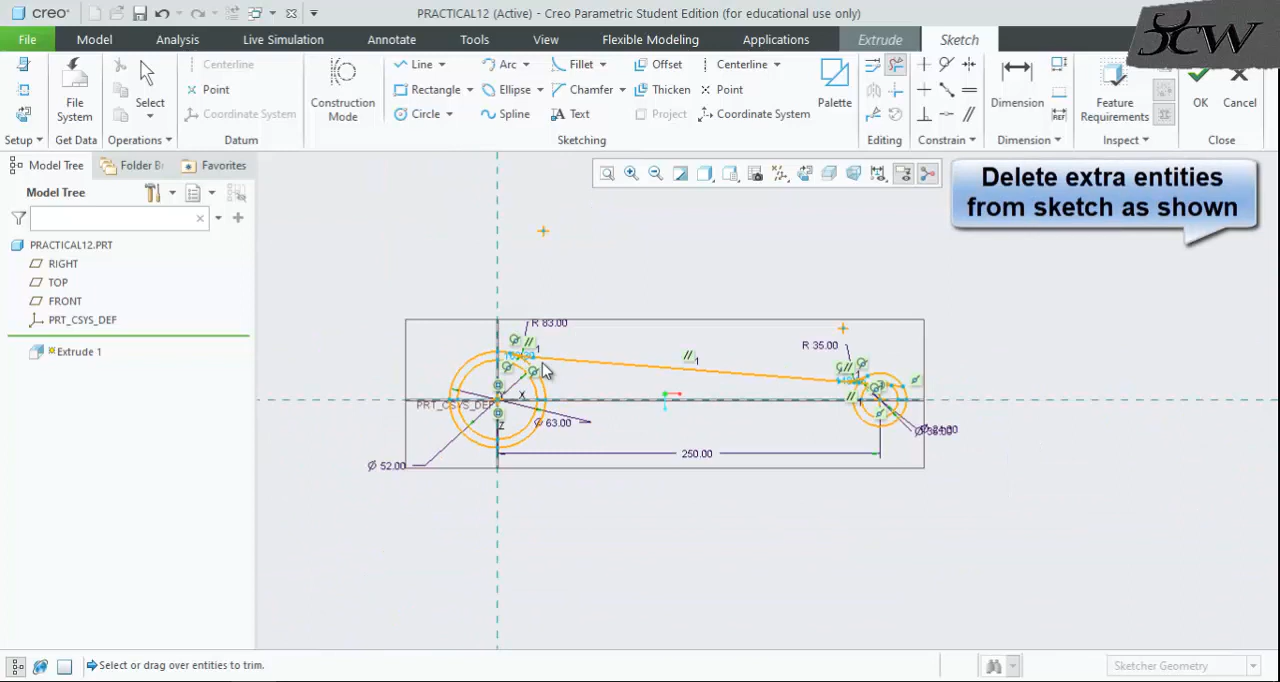 creo
PRACTICAL12 (Active) - Creo Parametric Student Edition (for educational use only)
File Model Analysis Live Simulation Annotate Tools View Flexible Modeling Applications Extrude Sketch
XW
File System
Select
Centerline
Point
Coordinate System
Construction Mode
Line Arc Fillet Offset Centerline
Rectangle Ellipse Chamfer Thicken Point
Circle Spline Text Project Coordinate System
Palette
Dimension
Feature Requirements
OK Cancel
Setup Get Data Operations Datum Sketching Editing Constrain Dimension Inspect Close
Model Tree Folder Br Favorites
Model Tree
PRACTICAL12.PRT
RIGHT
TOP
FRONT
PRT_CSYS_DEF
Extrude 1
Delete extra entities
from sketch as shown
R 83.00
R 35.00
PRT_CSYS_DEF
X
Z
Ø 63.00
Ø 52.00
250.00
Select or drag over entities to trim.
Sketcher Geometry